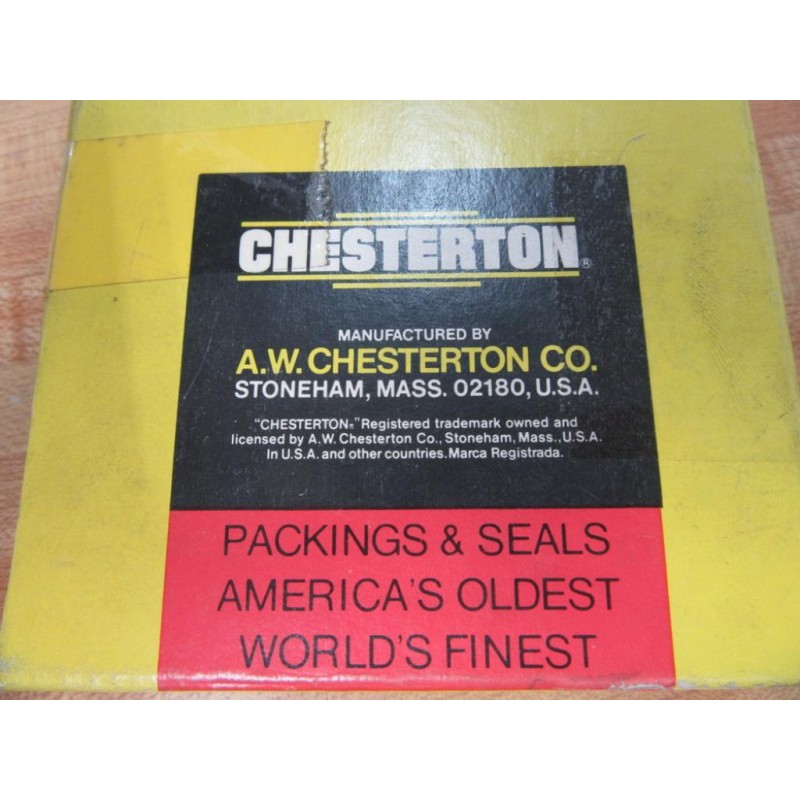 CHESTERTON®
MANUFACTURED BY
A.W. CHESTERTON CO.
STONEHAM, MASS. 02180, U.S.A.
"CHESTERTON®" Registered trademark owned and
licensed by A.W. Chesterton Co., Stoneham, Mass., U.S.A.
In U.S.A. and other countries. Marca Registrada.
PACKINGS & SEALS
AMERICA'S OLDEST
WORLD'S FINEST